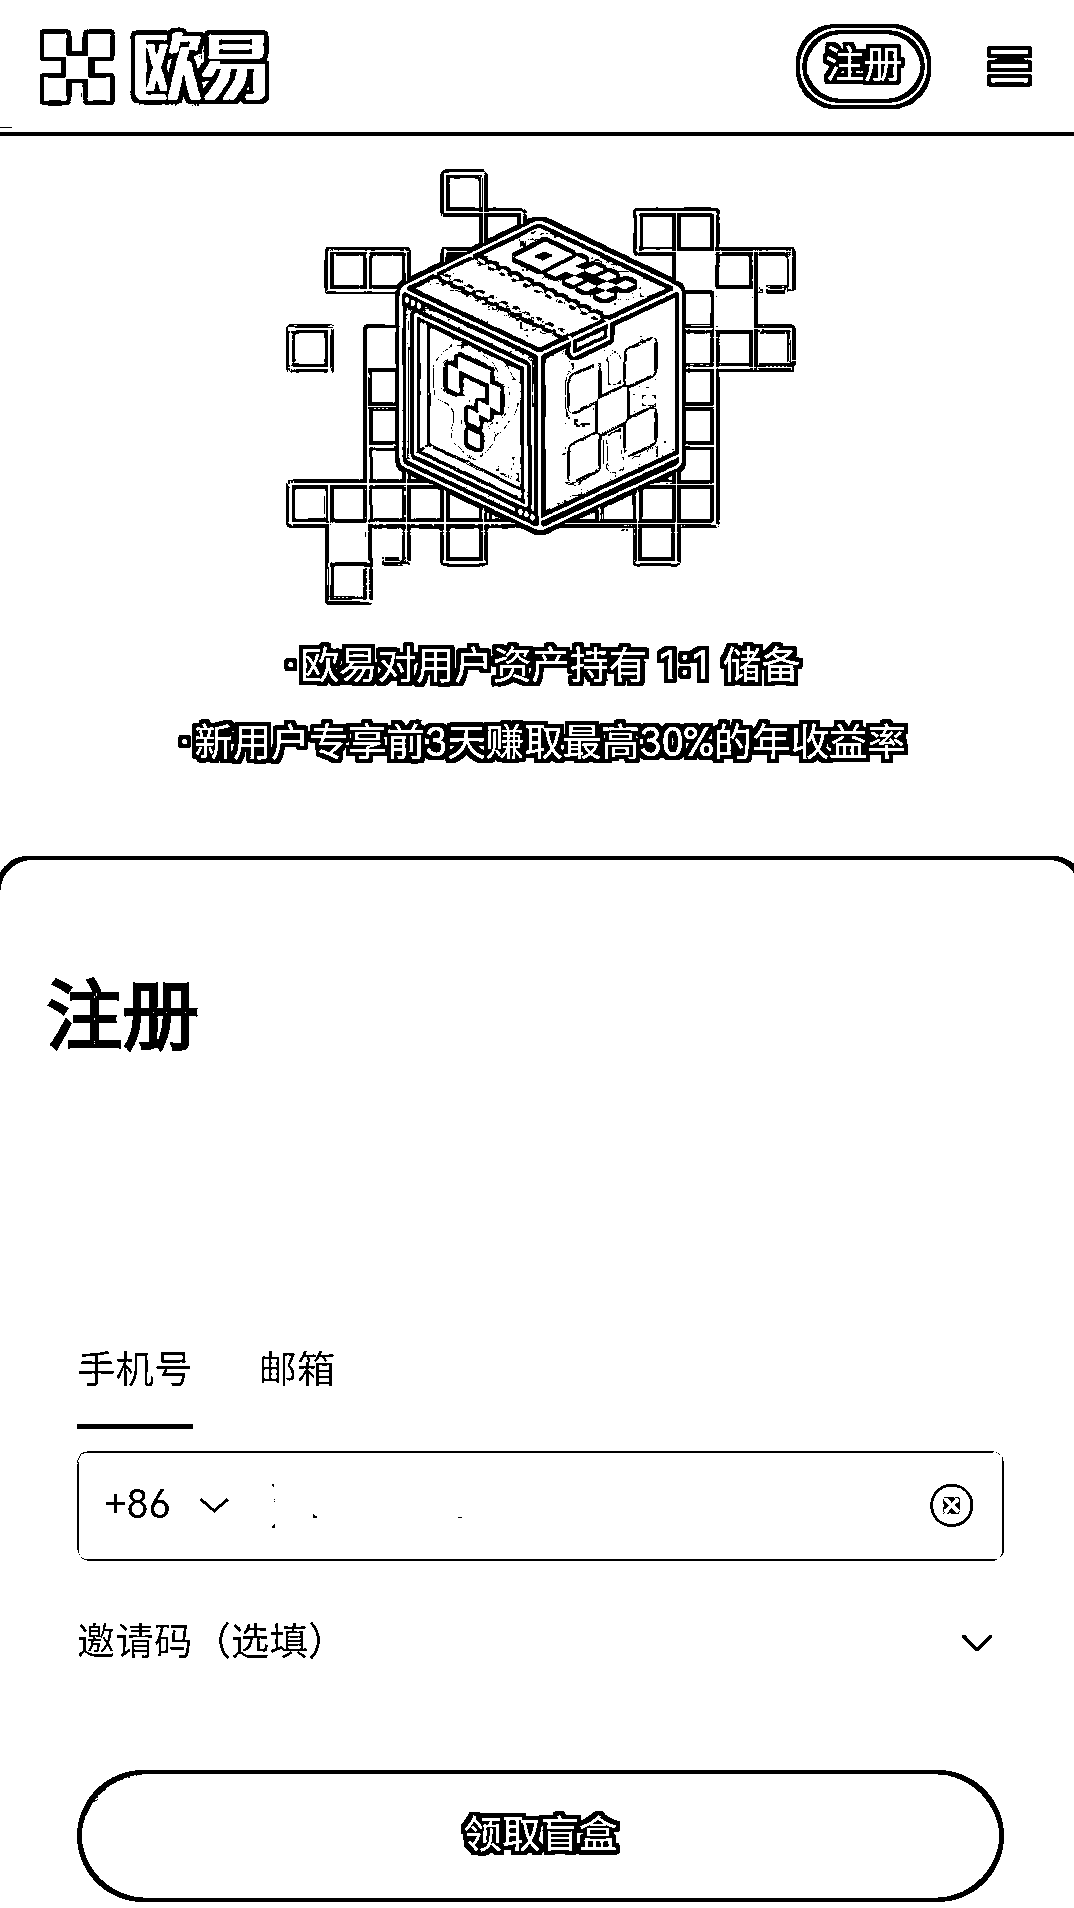 欧易
注册
·欧易对用户资产持有 1:1 储备
·新用户专享前3天赚取最高30%的年收益率
注册
手机号 邮箱
+86
邀请码（选填）
领取盲盒